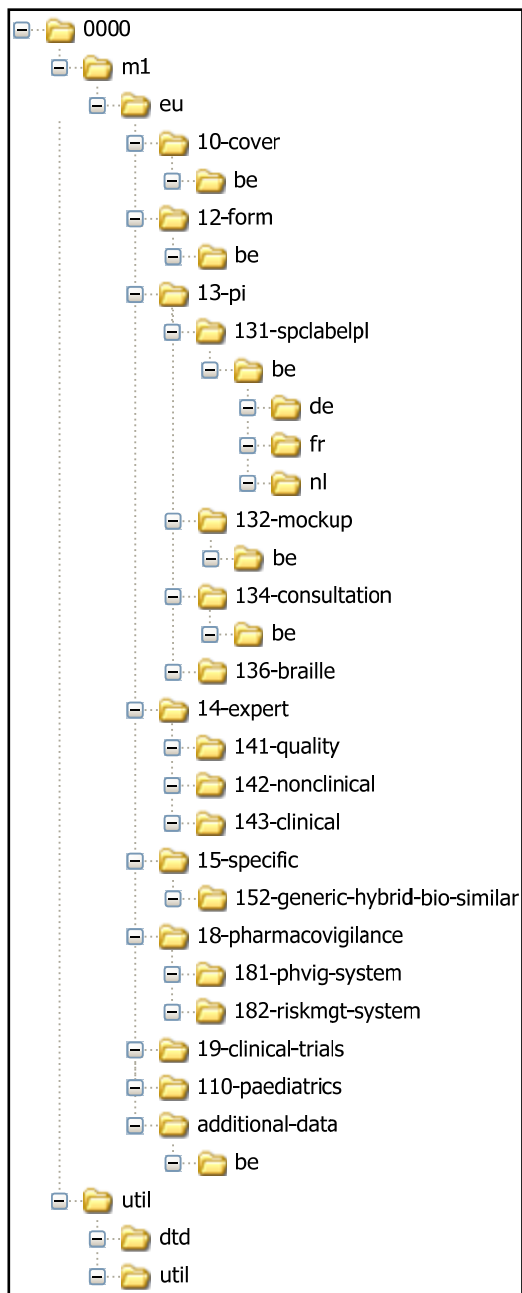 0000
m1
eu
10-cover
be
12-form
be
13-pi
131-spclabelpl
be
de
fr
nl
132-mockup
be
134-consultation
be
136-braille
14-expert
141-quality
142-nonclinical
143-clinical
15-specific
152-generic-hybrid-bio-similar
18-pharmacovigilance
181-phvig-system
182-riskmgt-system
19-clinical-trials
110-paediatrics
additional-data
be
util
dtd
util